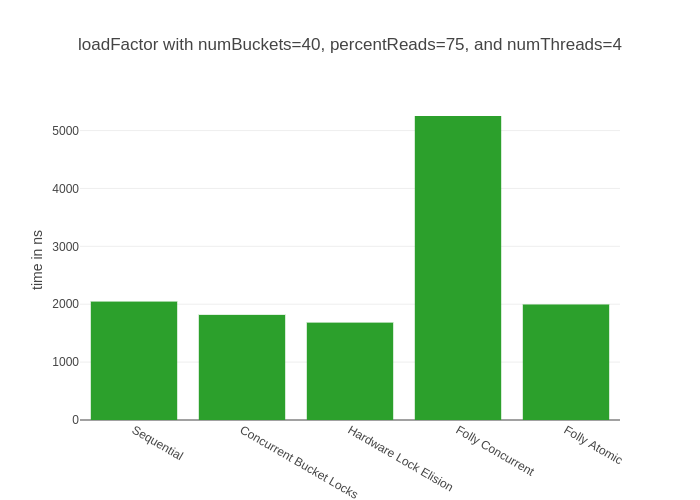 loadFactor with numBuckets=40, percentReads=75, and numThreads=4
time in ns
5000
4000
3000
2000
1000
0
Sequential
Concurrent Bucket Locks
Hardware Lock Elision
Folly Concurrent
Folly Atomic